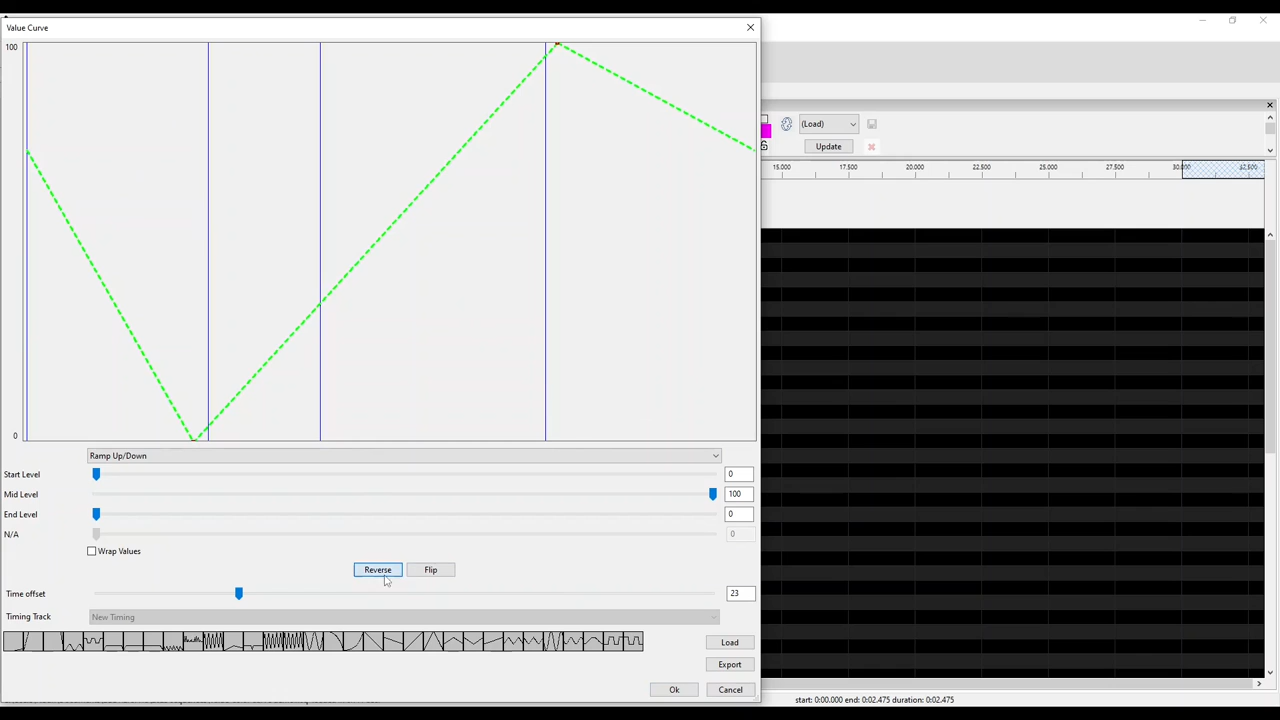 Value Curve
100
0
(Load)
Update
15.000 17.500 20.000 22.500 25.000 27.500 30.000 32.500
Ramp Up/Down
Start Level 0
Mid Level 100
End Level 0
N/A 0
Wrap Values
Reverse Flip
Time offset 23
Timing Track New Timing
Load
Export
Ok Cancel
start: 0:00.000 end: 0:02.475 duration: 0:02.475